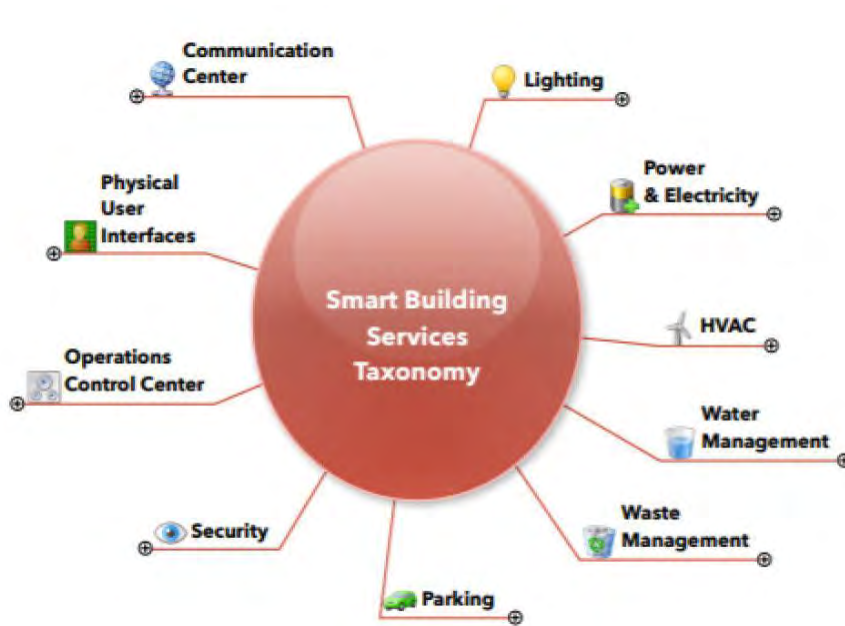 Communication
Center
Lighting
Power
& Electricity
HVAC
Water
Management
Waste
Management
Parking
Security
Operations
Control Center
Physical
User
Interfaces
Smart Building
Services
Taxonomy